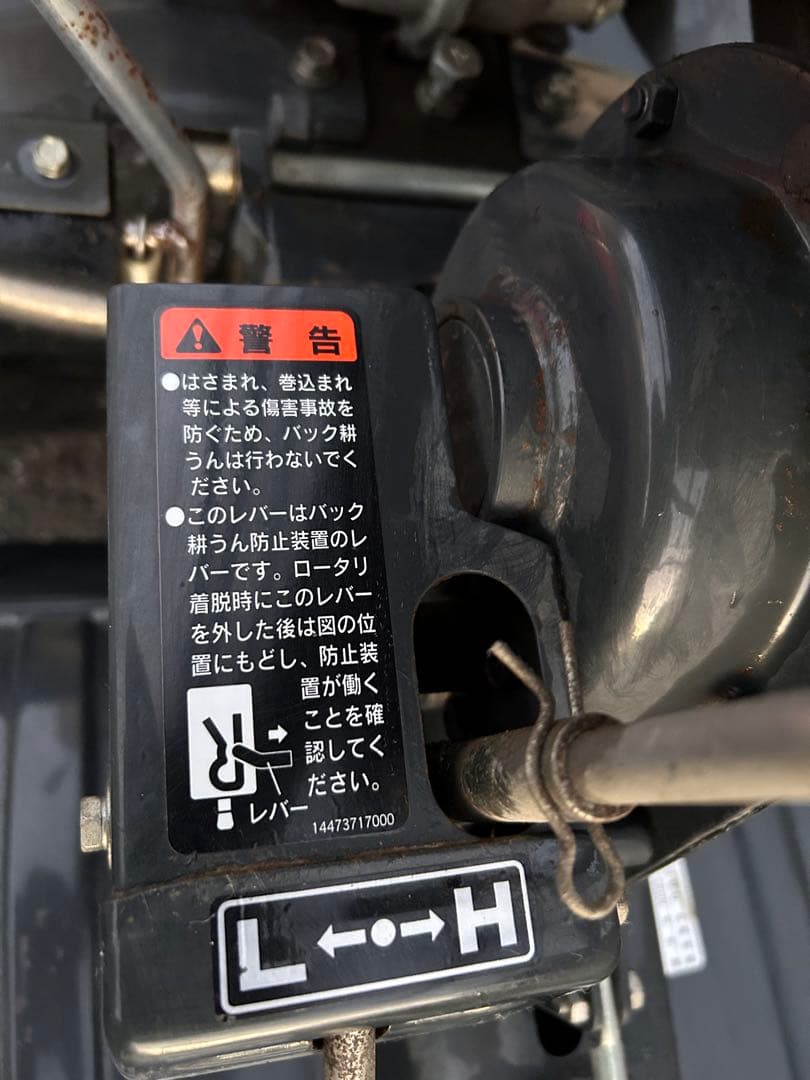 警告
●はさまれ、巻込まれ
等による傷害事故を
防ぐため、バック耕
うんは行わないでく
ださい。
●このレバーはバック
耕うん防止装置のレ
バーです。ロータリ
着脱時にこのレバー
を外した後は図の位
置にもどし、防止装
置が働く
ことを確
認してく
ださい。
レバー
14473717000
L ←●→ H